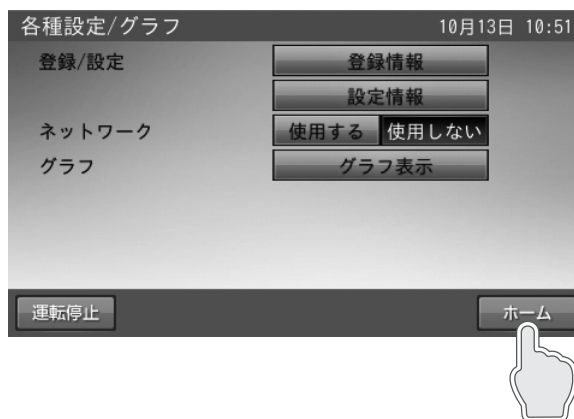 各種設定/グラフ 10月13日 10:51
登録/設定 登録情報
設定情報
ネットワーク 使用する 使用しない
グラフ グラフ表示
運転停止 ホーム